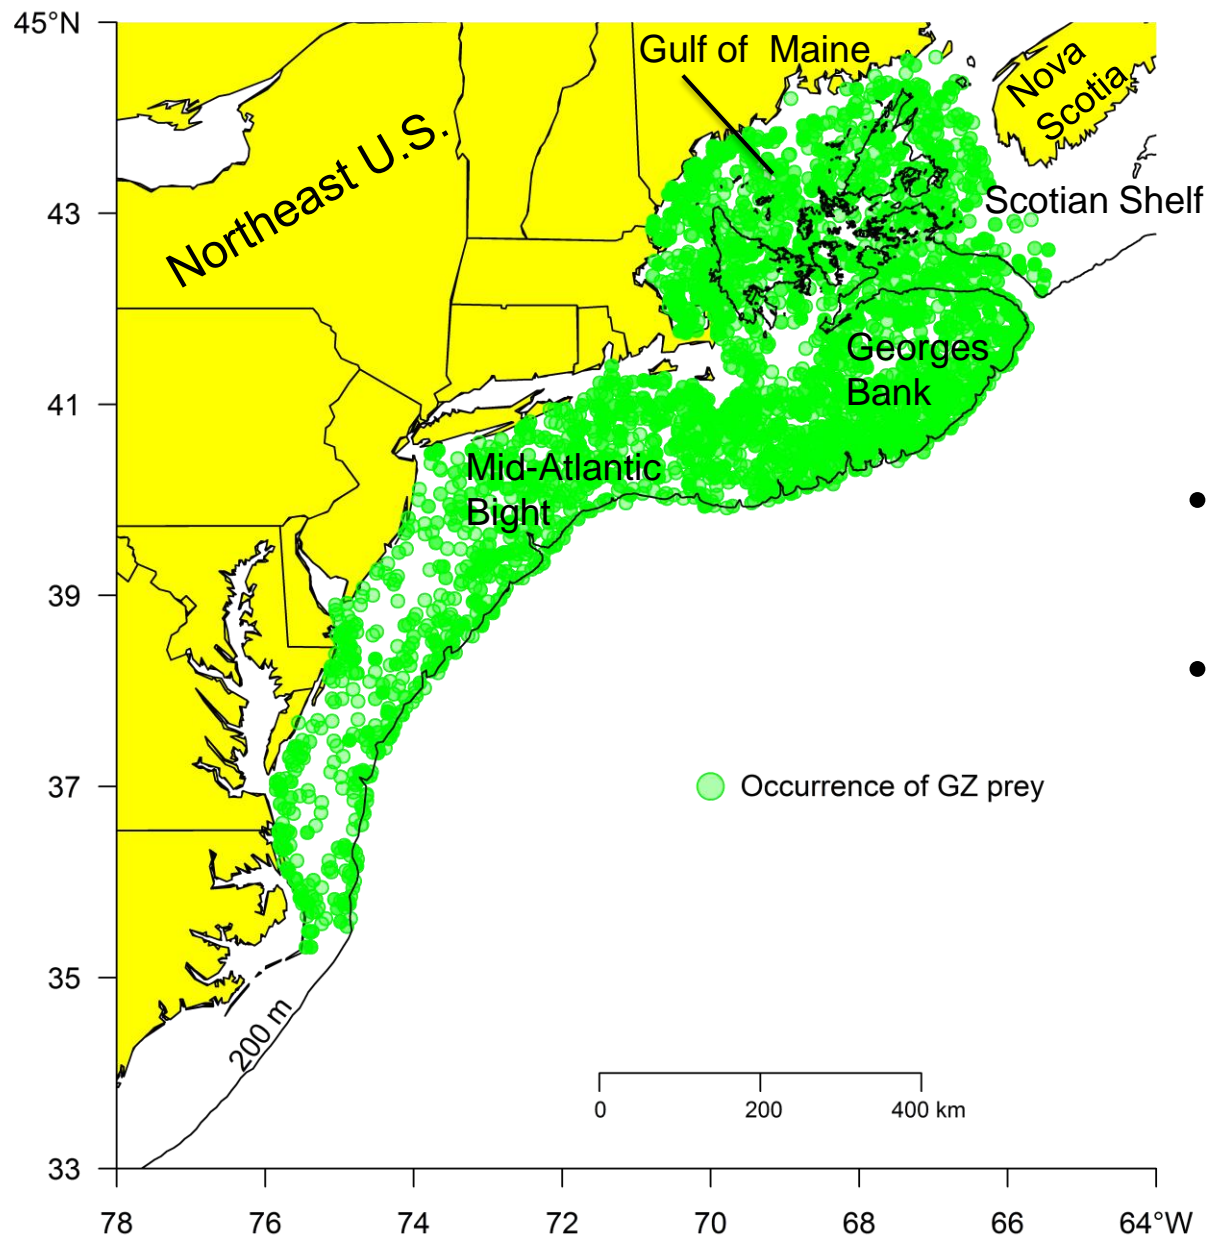 45°N
Gulf of Maine
Nova
Scotia
Northeast U.S.
43
Scotian Shelf
Georges
Bank
41
Mid-Atlantic
Bight
•
39
•
37
Occurrence of GZ prey
35
200 m
0 200 400 km
33
78 76 74 72 70 68 66 64°W